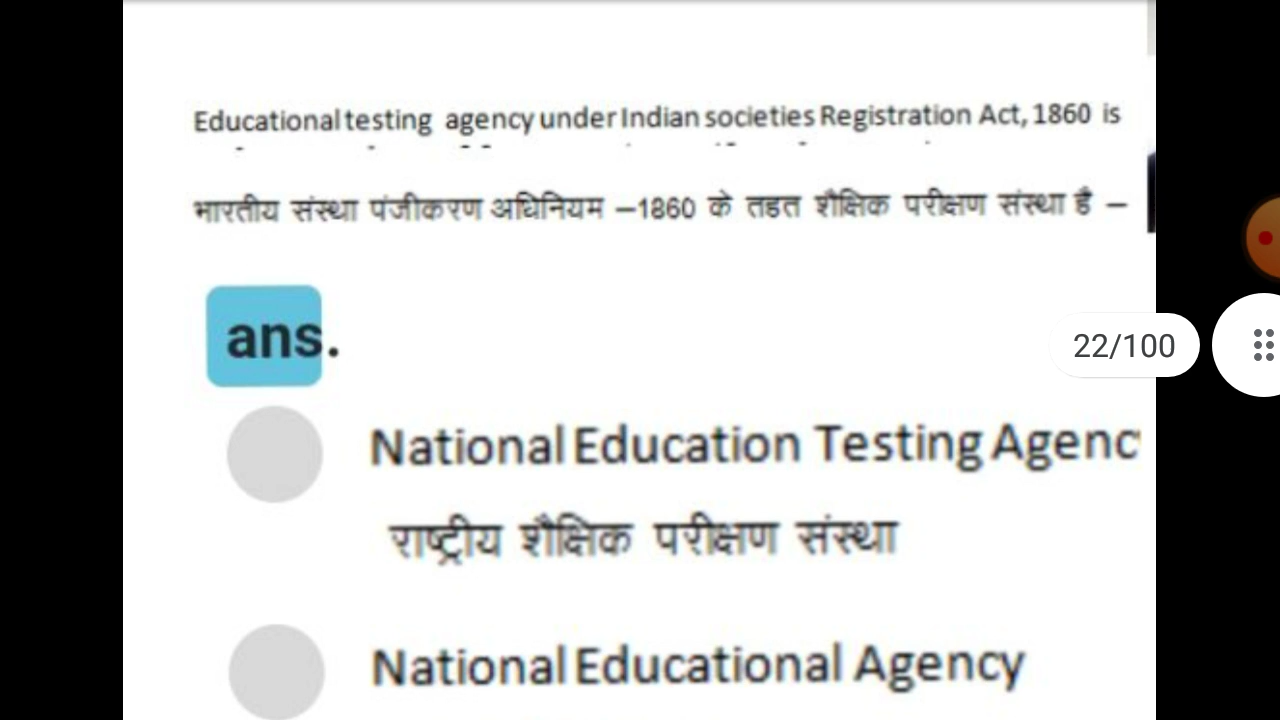 Educational testing agency under Indian societies Registration Act, 1860 is
भारतीय संस्था पंजीकरण अधिनियम –1860 के तहत शैक्षिक परीक्षण संस्था है –
ans.
22/100
National Education Testing Agenc
राष्ट्रीय शैक्षिक परीक्षण संस्था
National Educational Agency